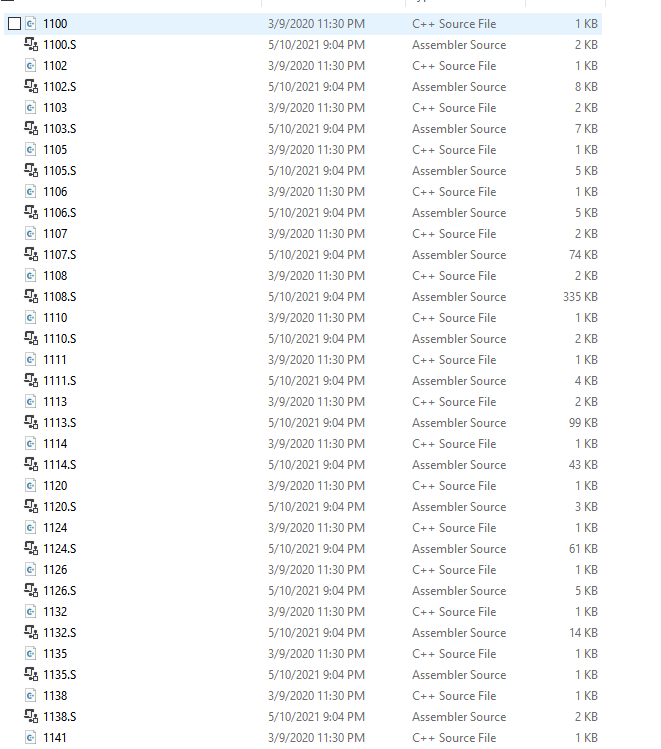 1100 3/9/2020 11:30 PM C++ Source File 1 KB
1100.S 5/10/2021 9:04 PM Assembler Source 2 KB
1102 3/9/2020 11:30 PM C++ Source File 1 KB
1102.S 5/10/2021 9:04 PM Assembler Source 8 KB
1103 3/9/2020 11:30 PM C++ Source File 2 KB
1103.S 5/10/2021 9:04 PM Assembler Source 7 KB
1105 3/9/2020 11:30 PM C++ Source File 1 KB
1105.S 5/10/2021 9:04 PM Assembler Source 5 KB
1106 3/9/2020 11:30 PM C++ Source File 1 KB
1106.S 5/10/2021 9:04 PM Assembler Source 5 KB
1107 3/9/2020 11:30 PM C++ Source File 2 KB
1107.S 5/10/2021 9:04 PM Assembler Source 74 KB
1108 3/9/2020 11:30 PM C++ Source File 2 KB
1108.S 5/10/2021 9:04 PM Assembler Source 335 KB
1110 3/9/2020 11:30 PM C++ Source File 1 KB
1110.S 5/10/2021 9:04 PM Assembler Source 2 KB
1111 3/9/2020 11:30 PM C++ Source File 1 KB
1111.S 5/10/2021 9:04 PM Assembler Source 4 KB
1113 3/9/2020 11:30 PM C++ Source File 2 KB
1113.S 5/10/2021 9:04 PM Assembler Source 99 KB
1114 3/9/2020 11:30 PM C++ Source File 1 KB
1114.S 5/10/2021 9:04 PM Assembler Source 43 KB
1120 3/9/2020 11:30 PM C++ Source File 1 KB
1120.S 5/10/2021 9:04 PM Assembler Source 3 KB
1124 3/9/2020 11:30 PM C++ Source File 1 KB
1124.S 5/10/2021 9:04 PM Assembler Source 61 KB
1126 3/9/2020 11:30 PM C++ Source File 1 KB
1126.S 5/10/2021 9:04 PM Assembler Source 5 KB
1132 3/9/2020 11:30 PM C++ Source File 1 KB
1132.S 5/10/2021 9:04 PM Assembler Source 14 KB
1135 3/9/2020 11:30 PM C++ Source File 1 KB
1135.S 5/10/2021 9:04 PM Assembler Source 1 KB
1138 3/9/2020 11:30 PM C++ Source File 1 KB
1138.S 5/10/2021 9:04 PM Assembler Source 2 KB
1141 3/9/2020 11:30 PM C++ Source File 1 KB